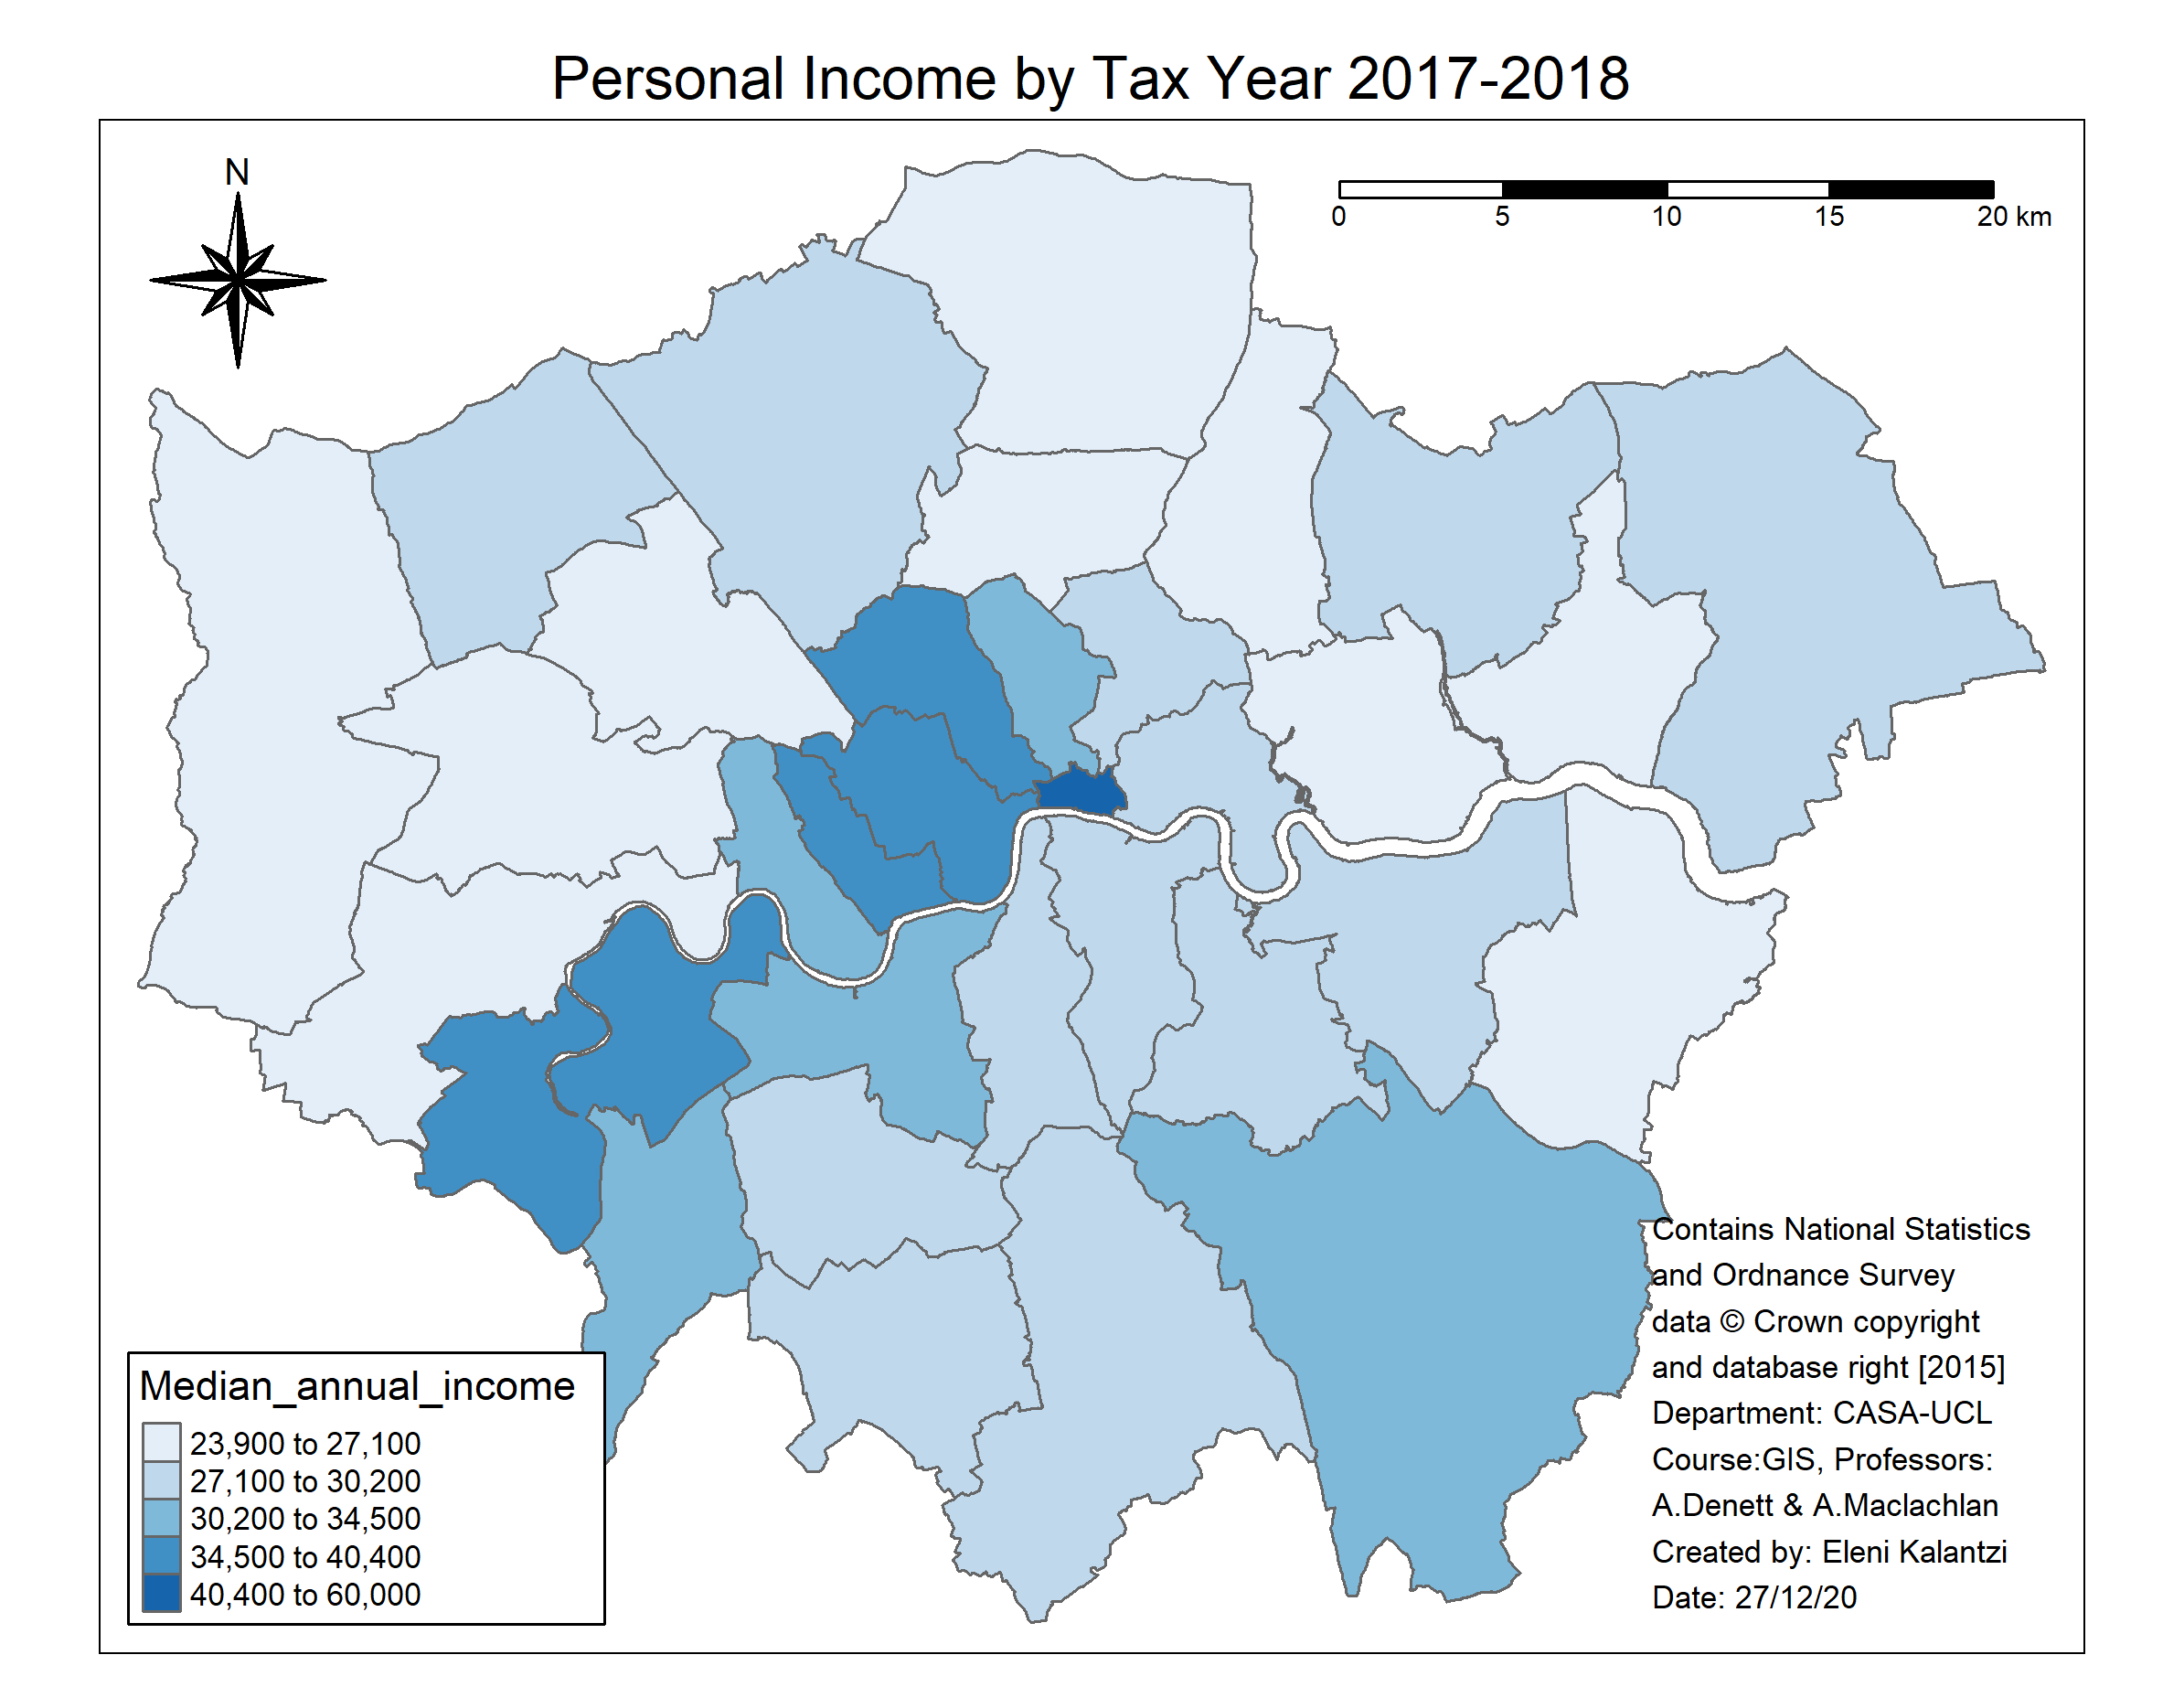 Personal Income by Tax Year 2017-2018
N
0 5 10 15 20 km
Contains National Statistics
and Ordnance Survey
data © Crown copyright
and database right [2015]
Department: CASA-UCL
Course:GIS, Professors:
A.Denett & A.Maclachlan
Created by: Eleni Kalantzi
Date: 27/12/20
Median_annual_income
23,900 to 27,100
27,100 to 30,200
30,200 to 34,500
34,500 to 40,400
40,400 to 60,000